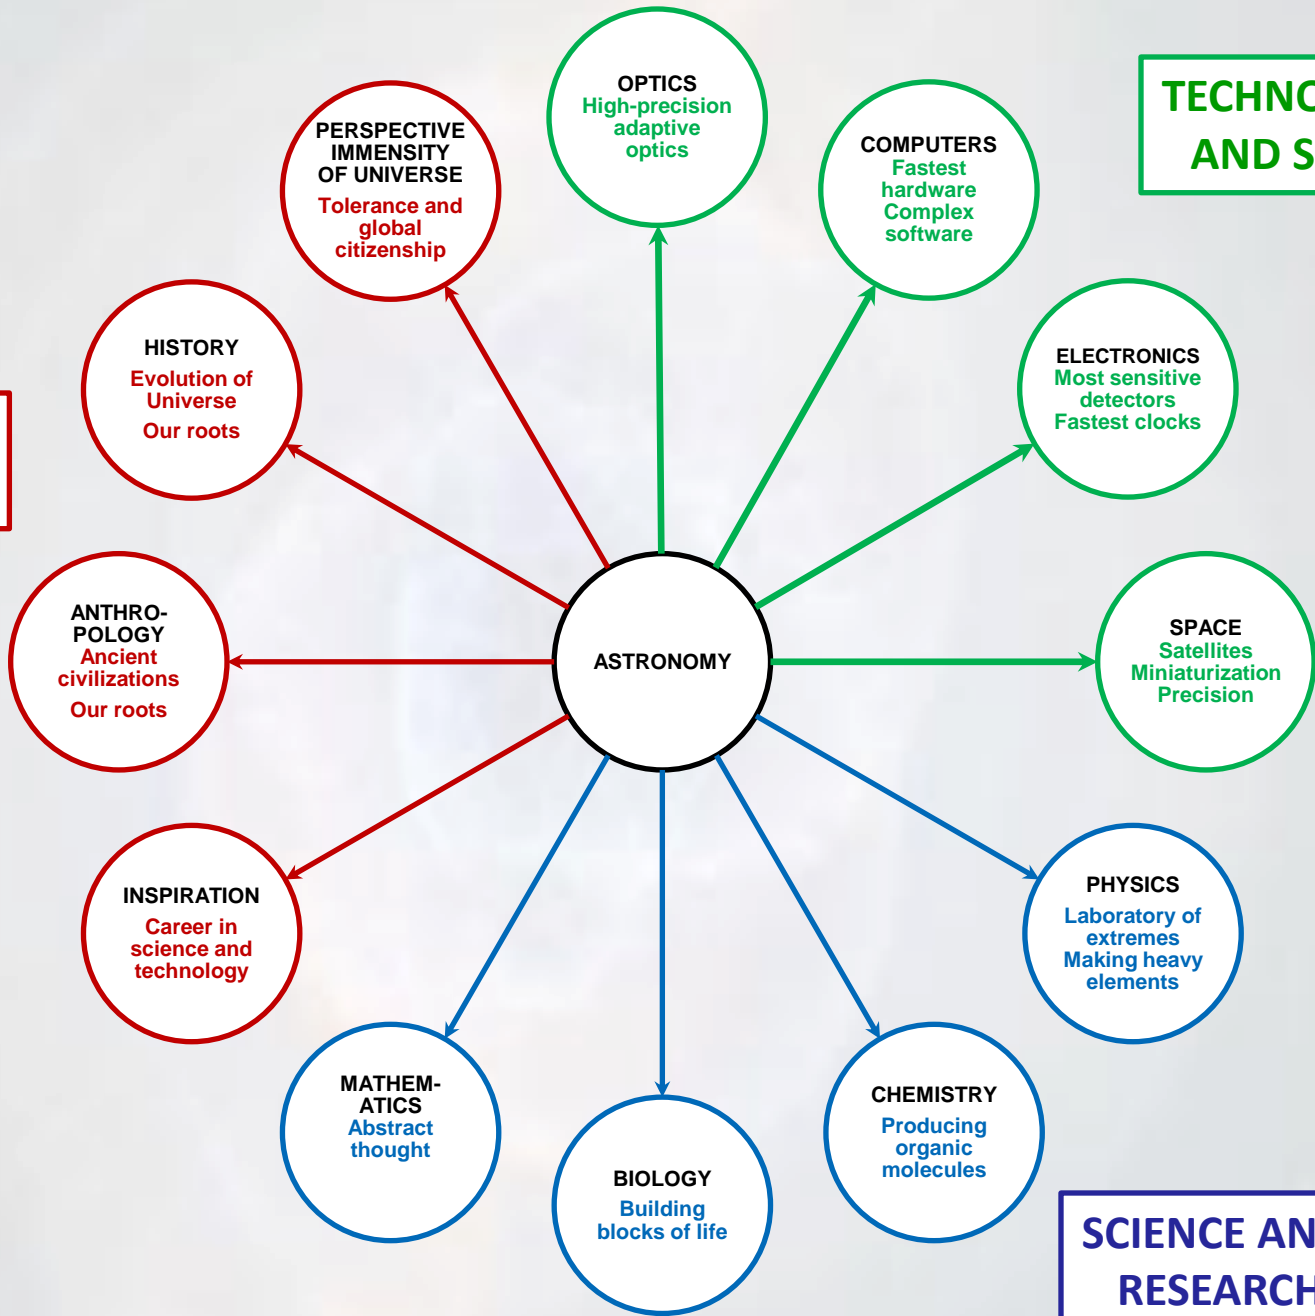 OPTICS
High-precision
adaptive
optics
TECHNO
AND S
PERSPECTIVE
IMMENSITY
OF UNIVERSE
Tolerance and
global
citizenship
COMPUTERS
Fastest
hardware
Complex
software
HISTORY
Evolution of
Universe
Our roots
ELECTRONICS
Most sensitive
detectors
Fastest clocks
ANTHRO-
POLOGY
Ancient
civilizations
Our roots
ASTRONOMY
SPACE
Satellites
Miniaturization
Precision
INSPIRATION
Career in
science and
technology
PHYSICS
Laboratory of
extremes
Making heavy
elements
MATHEM-
ATICS
Abstract
thought
BIOLOGY
Building
blocks of life
CHEMISTRY
Producing
organic
molecules
SCIENCE AN
RESEARCH